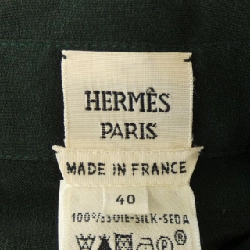 HERMÈS
PARIS
MADE IN FRANCE
40
100%SOIE-SILK-SEDA